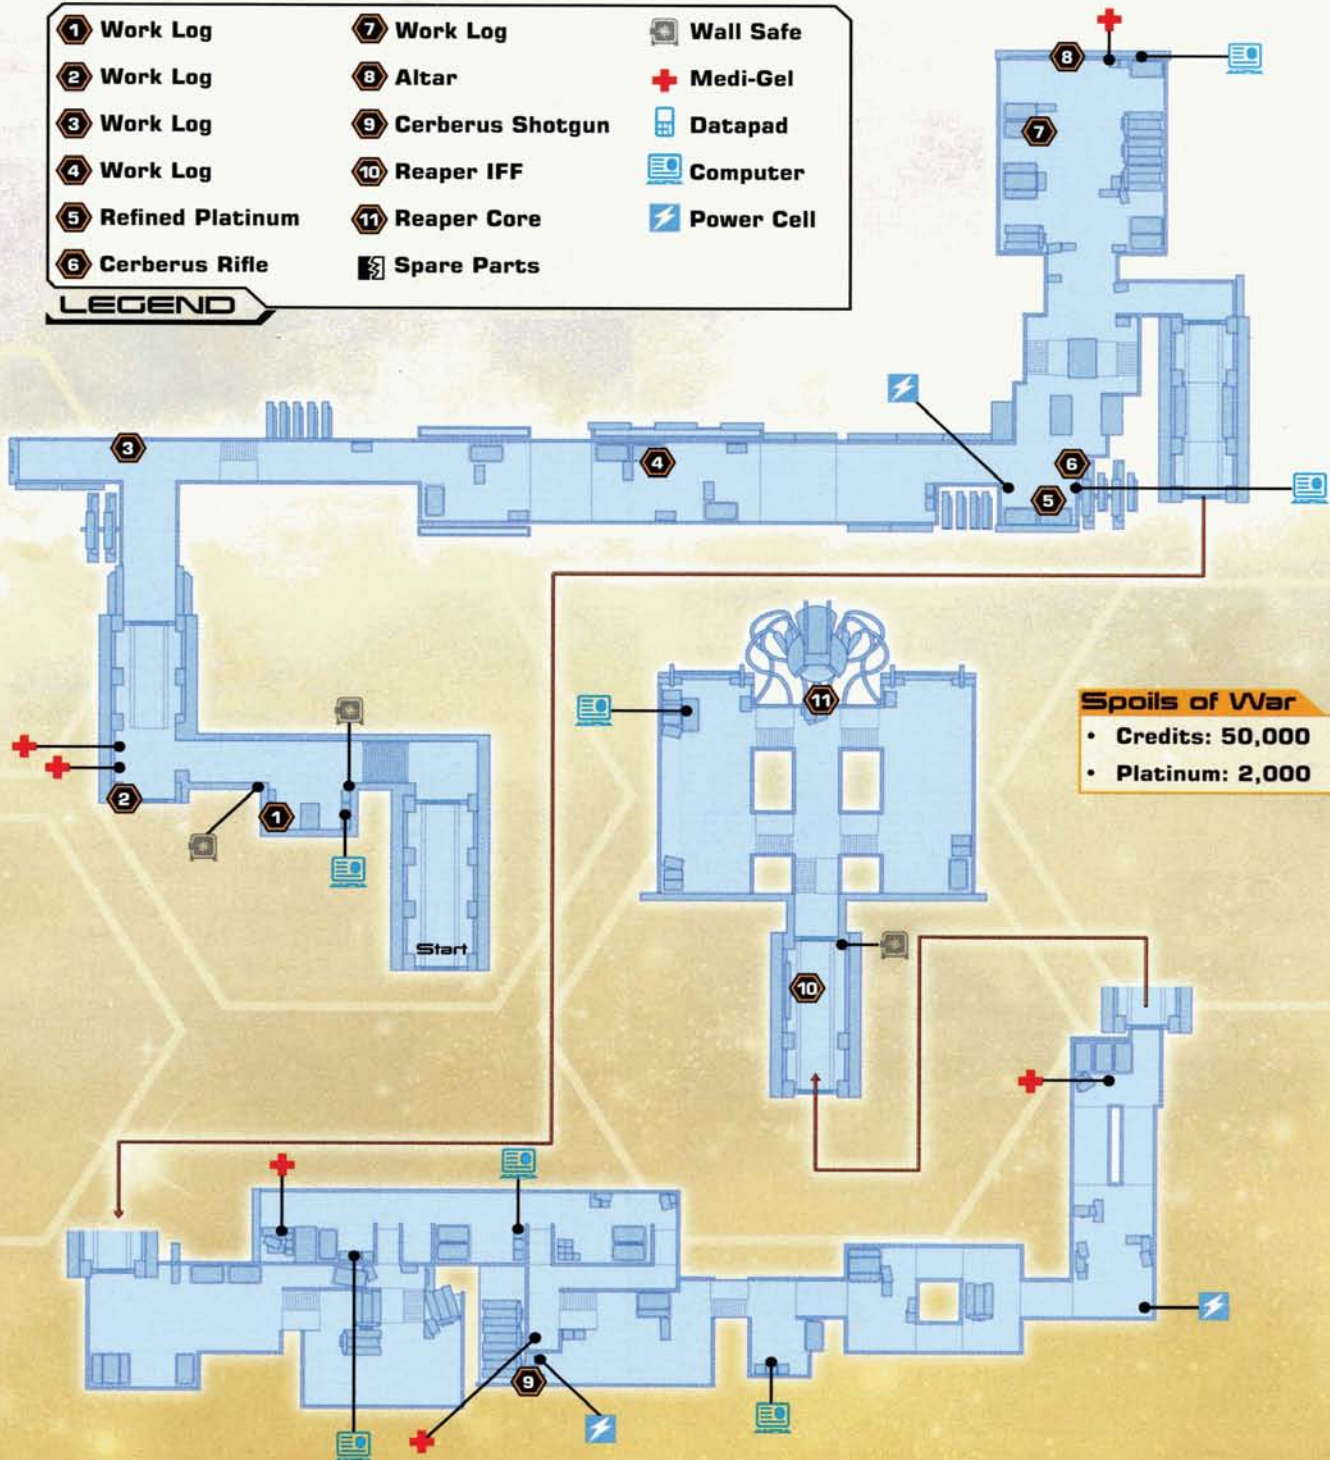 1 Work Log
2 Work Log
3 Work Log
4 Work Log
5 Refined Platinum
6 Cerberus Rifle
7 Work Log
8 Altar
9 Cerberus Shotgun
10 Reaper IFF
11 Reaper Core
Spare Parts
Wall Safe
Medi-Gel
Datapad
Computer
Power Cell
LEGEND
8
7
3
4
6
5
11
Spoils of War
• Credits: 50,000
• Platinum: 2,000
2
1
Start
10
9